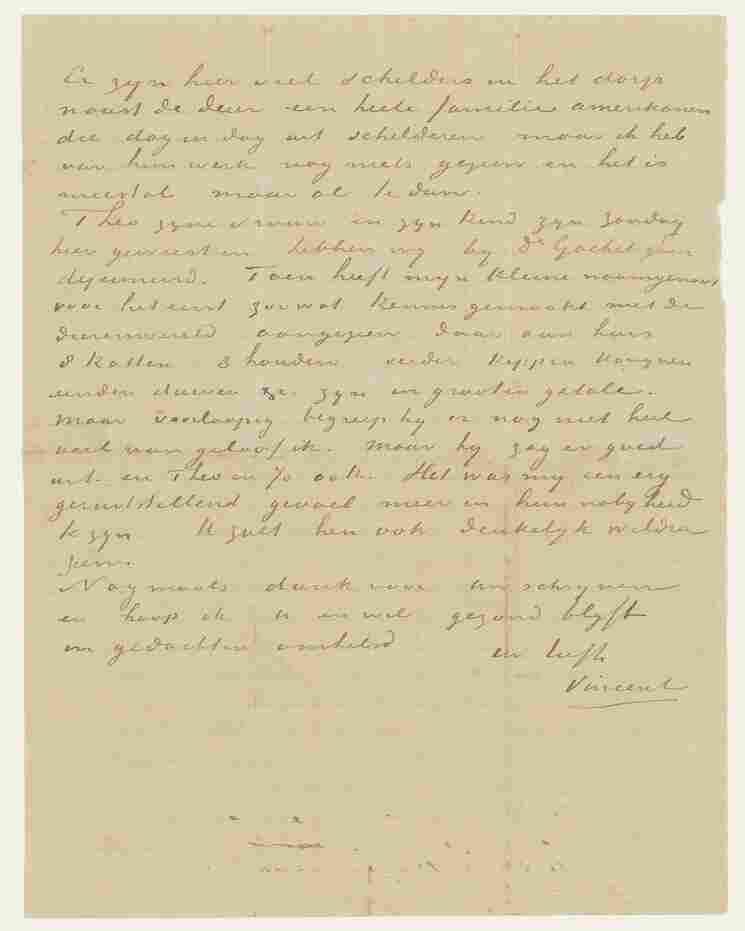 Er zyn hier veel schilders in het dorp
naast de deur een heele familie amerikanen
die dag in dag uit schilderen maar ik heb
van hun werk nog niets gezien en het is
meestal maar al te dun.
Theo zyne vrouw en zyn kind zyn zondag
hier geweest en hebben wy by Dr Gachet
dejeuneerd. Toen heeft myn kleine naamgenoot
voor het eerst zoo wat kennis gemaakt met de
dierenwereld aangezien daar aan huis
8 katten 3 honden verder kippen konynen
eenden duiven &c. zyn in grooten getale.
Maar voorloopig begreep hy er nog niet heel
veel van geloof ik. Maar hy zag er goed
uit. en Theo en Jo ook. Het was my een erg
geruststellend gevoel meer in hun nabyheid
te zyn. U zult hen ook denkelyk weldra
zien.
Nogmaals dank voor Uw schryven
en hoop ik U en Wil gezond blyft
in gedachten omhelsd
Vincent